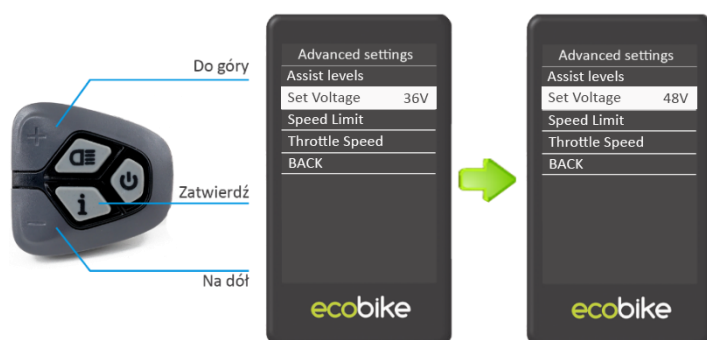 Do góry
Zatwierdź
Na dół
+
i
−
Advanced settings
Assist levels
Set Voltage 36V
Speed Limit
Throttle Speed
BACK
ecobike
Advanced settings
Assist levels
Set Voltage 48V
Speed Limit
Throttle Speed
BACK
ecobike